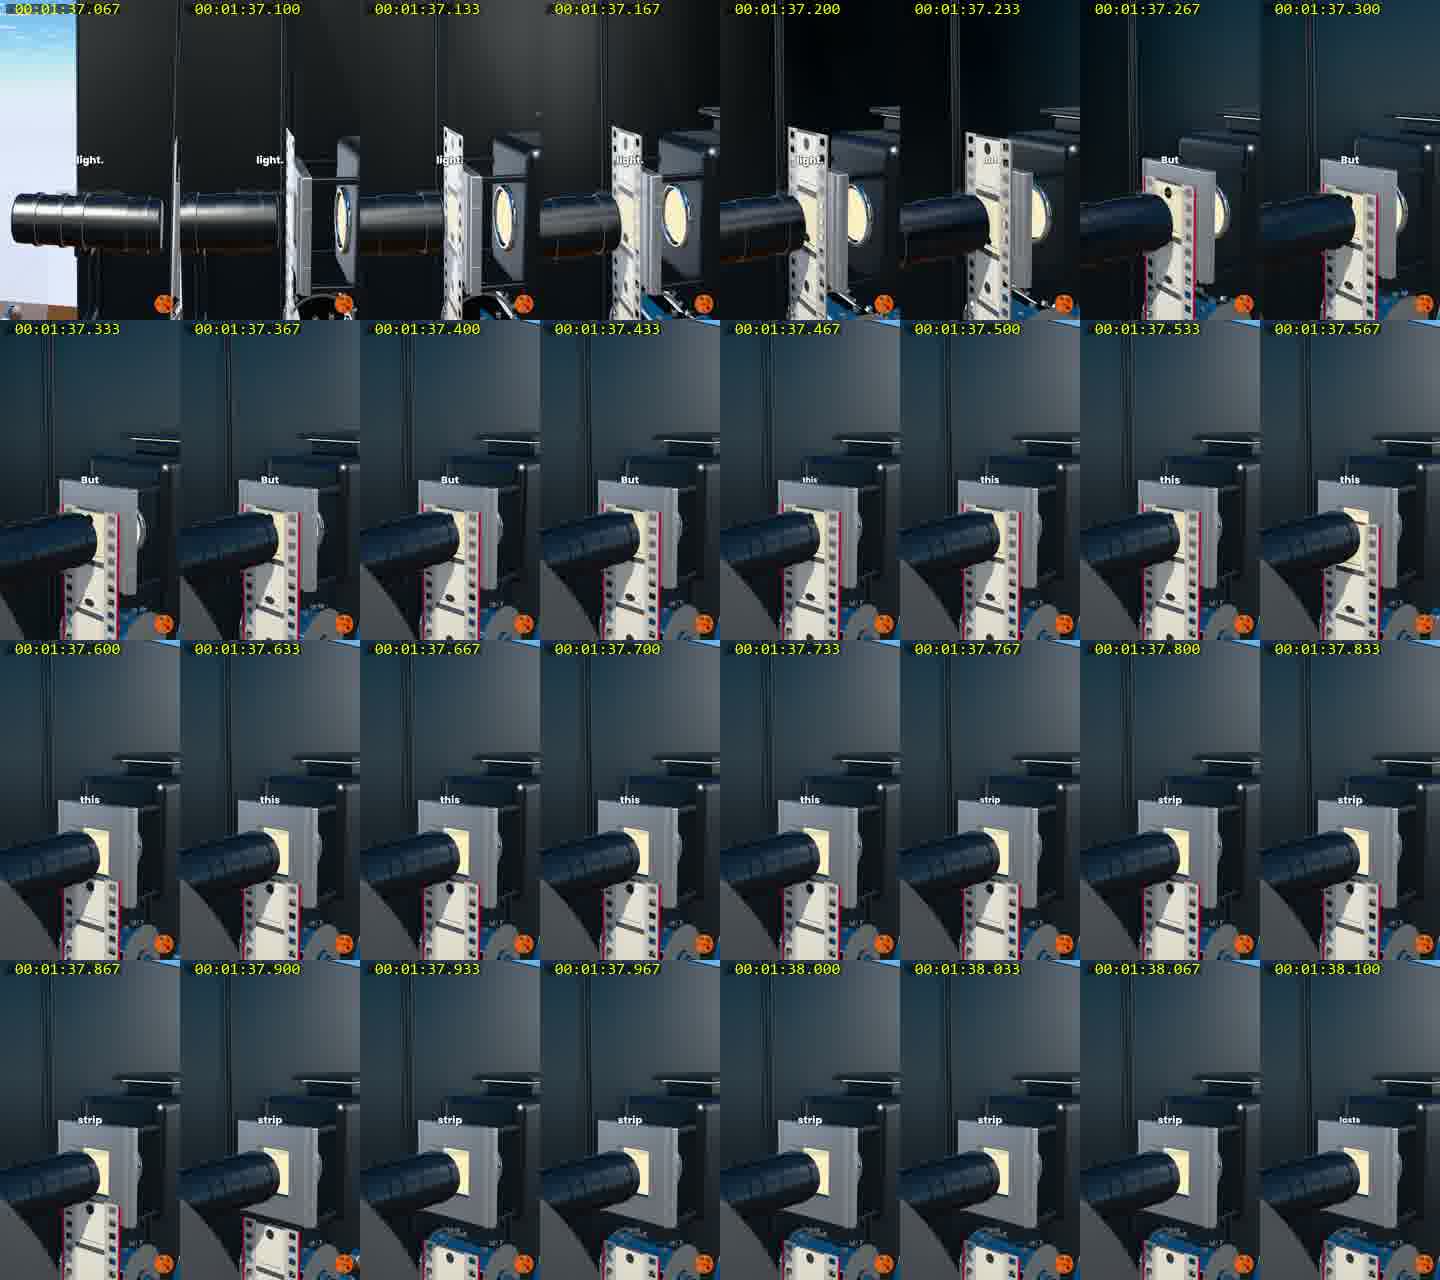 00:01:37.067 00:01:37.100 00:01:37.133 00:01:37.167 00:01:37.200 00:01:37.233 00:01:37.267 00:01:37.300
light. light. light. light. light. But But
00:01:37.333 00:01:37.367 00:01:37.400 00:01:37.433 00:01:37.467 00:01:37.500 00:01:37.533 00:01:37.567
But But But But this this this this
00:01:37.600 00:01:37.633 00:01:37.667 00:01:37.700 00:01:37.733 00:01:37.767 00:01:37.800 00:01:37.833
this this this this this strip strip strip
00:01:37.867 00:01:37.900 00:01:37.933 00:01:37.967 00:01:38.000 00:01:38.033 00:01:38.067 00:01:38.100
strip strip strip strip strip strip strip lasts